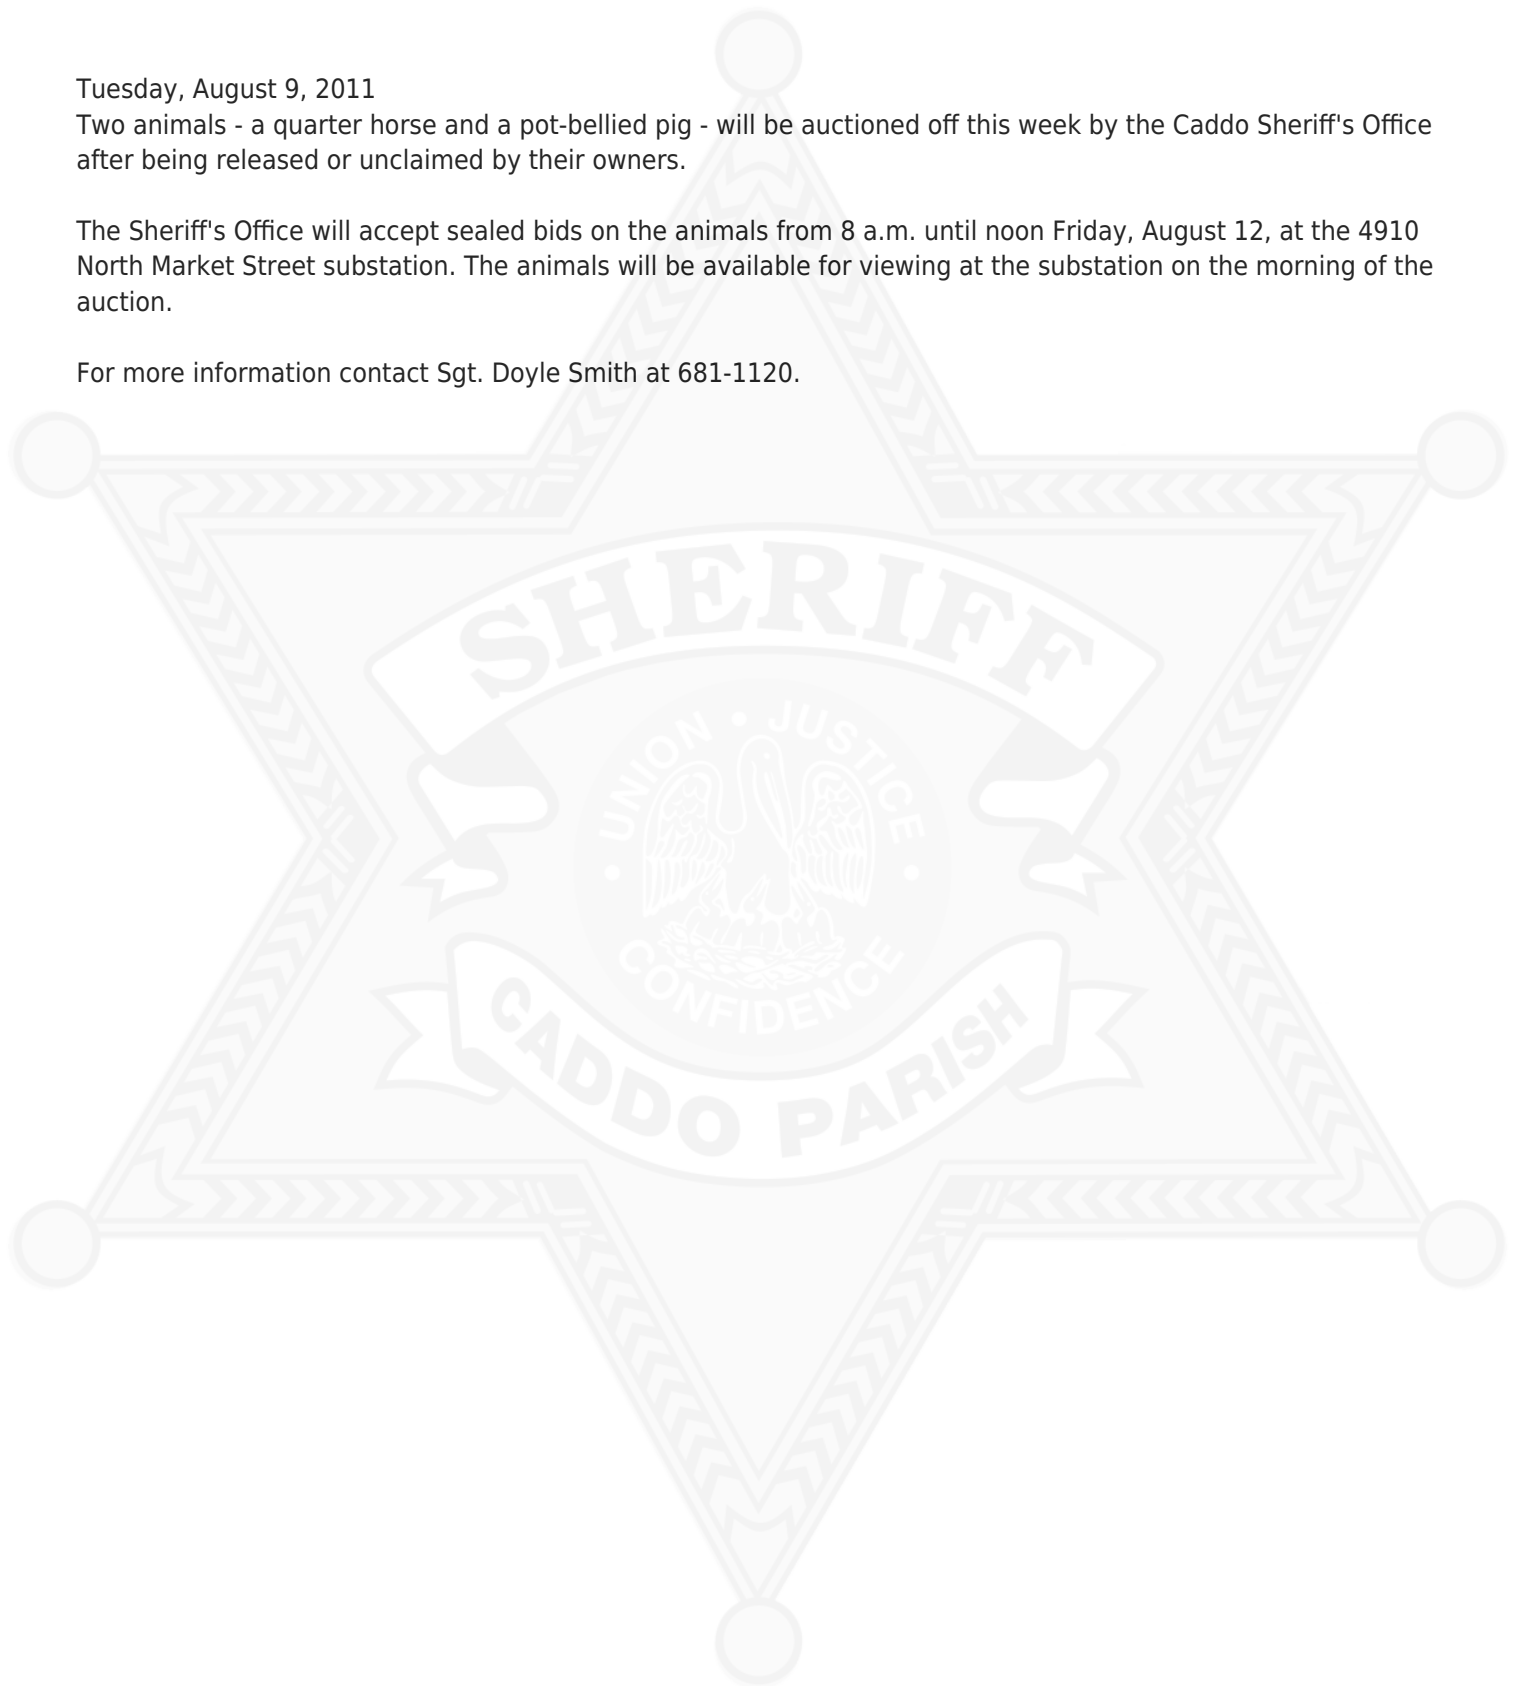 Tuesday, August 9, 2011
Two animals - a quarter horse and a pot-bellied pig - will be auctioned off this week by the Caddo Sheriff's Office
after being released or unclaimed by their owners.
The Sheriff's Office will accept sealed bids on the animals from 8 a.m. until noon Friday, August 12, at the 4910
North Market Street substation. The animals will be available for viewing at the substation on the morning of the
auction.
For more information contact Sgt. Doyle Smith at 681-1120.
SHERIFF
UNION • JUSTICE
• CONFIDENCE •
CADDO PARISH